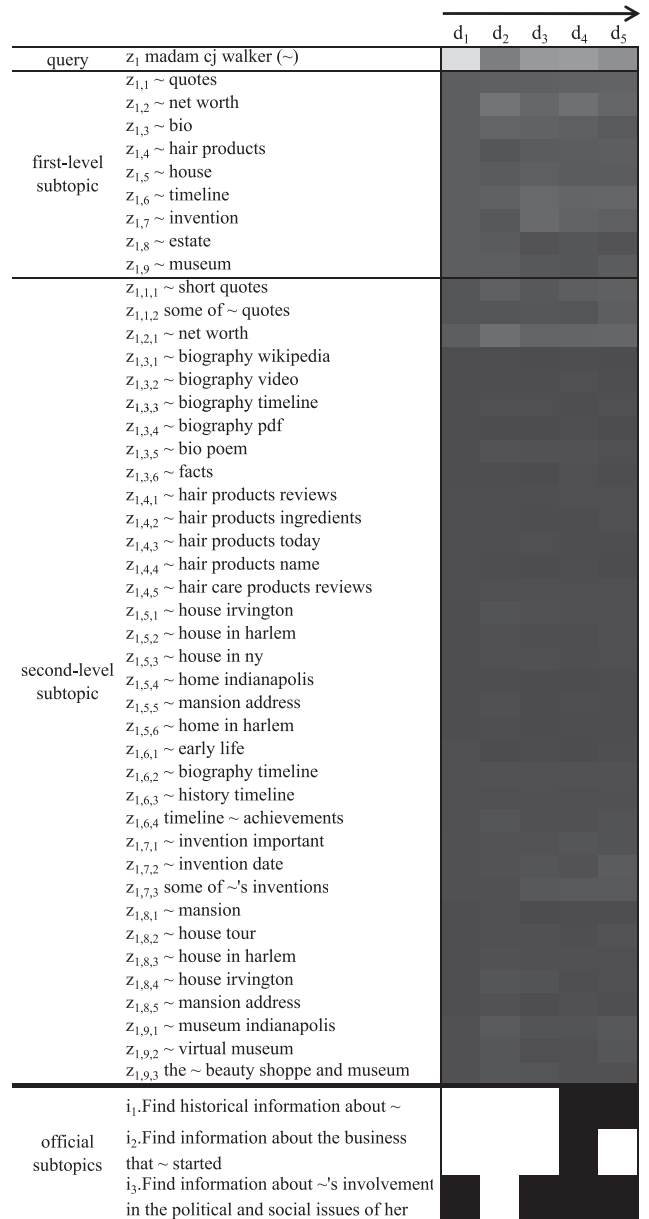 d1 d2 d3 d4 d5
query z1 madam cj walker (~)
z1,1 ~ quotes
z1,2 ~ net worth
z1,3 ~ bio
z1,4 ~ hair products
first-level
subtopic
z1,5 ~ house
z1,6 ~ timeline
z1,7 ~ invention
z1,8 ~ estate
z1,9 ~ museum
z1,1,1 ~ short quotes
z1,1,2 some of ~ quotes
z1,2,1 ~ net worth
z1,3,1 ~ biography wikipedia
z1,3,2 ~ biography video
z1,3,3 ~ biography timeline
z1,3,4 ~ biography pdf
z1,3,5 ~ bio poem
z1,3,6 ~ facts
z1,4,1 ~ hair products reviews
z1,4,2 ~ hair products ingredients
z1,4,3 ~ hair products today
z1,4,4 ~ hair products name
z1,4,5 ~ hair care products reviews
z1,5,1 ~ house irvington
z1,5,2 ~ house in harlem
z1,5,3 ~ house in ny
second-level
subtopic
z1,5,4 ~ home indianapolis
z1,5,5 ~ mansion address
z1,5,6 ~ home in harlem
z1,6,1 ~ early life
z1,6,2 ~ biography timeline
z1,6,3 ~ history timeline
z1,6,4 timeline ~ achievements
z1,7,1 ~ invention important
z1,7,2 ~ invention date
z1,7,3 some of ~'s inventions
z1,8,1 ~ mansion
z1,8,2 ~ house tour
z1,8,3 ~ house in harlem
z1,8,4 ~ house irvington
z1,8,5 ~ mansion address
z1,9,1 ~ museum indianapolis
z1,9,2 ~ virtual museum
z1,9,3 the ~ beauty shoppe and museum
i1.Find historical information about ~
official
subtopics
i2.Find information about the business
that ~ started
i3.Find information about ~'s involvement
in the political and social issues of her